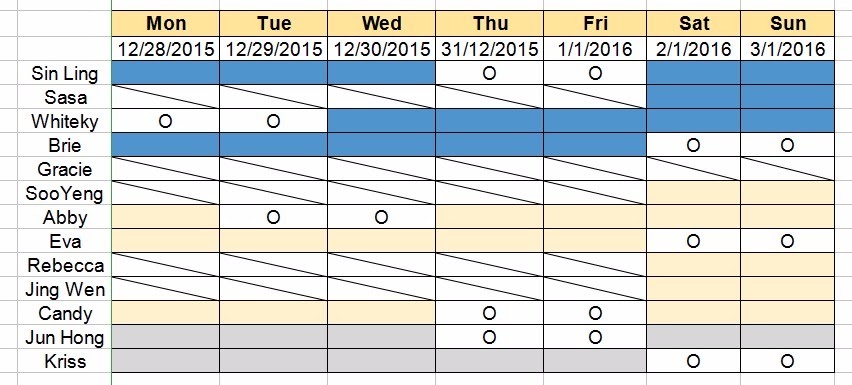 Mon Tue Wed Thu Fri Sat Sun
12/28/2015 12/29/2015 12/30/2015 31/12/2015 1/1/2016 2/1/2016 3/1/2016
Sin Ling O O
Sasa
Whiteky O O
Brie O O
Gracie
SooYeng
Abby O O
Eva O O
Rebecca
Jing Wen
Candy O O
Jun Hong O O
Kriss O O